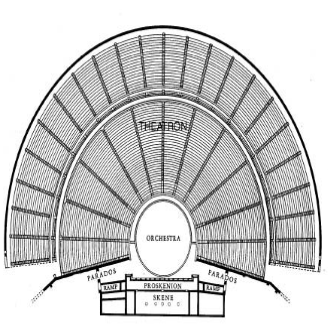 THEATRON
ORCHESTRA
PARADOS
PARADOS
RAMP
PROSKENION
RAMP
SKENE